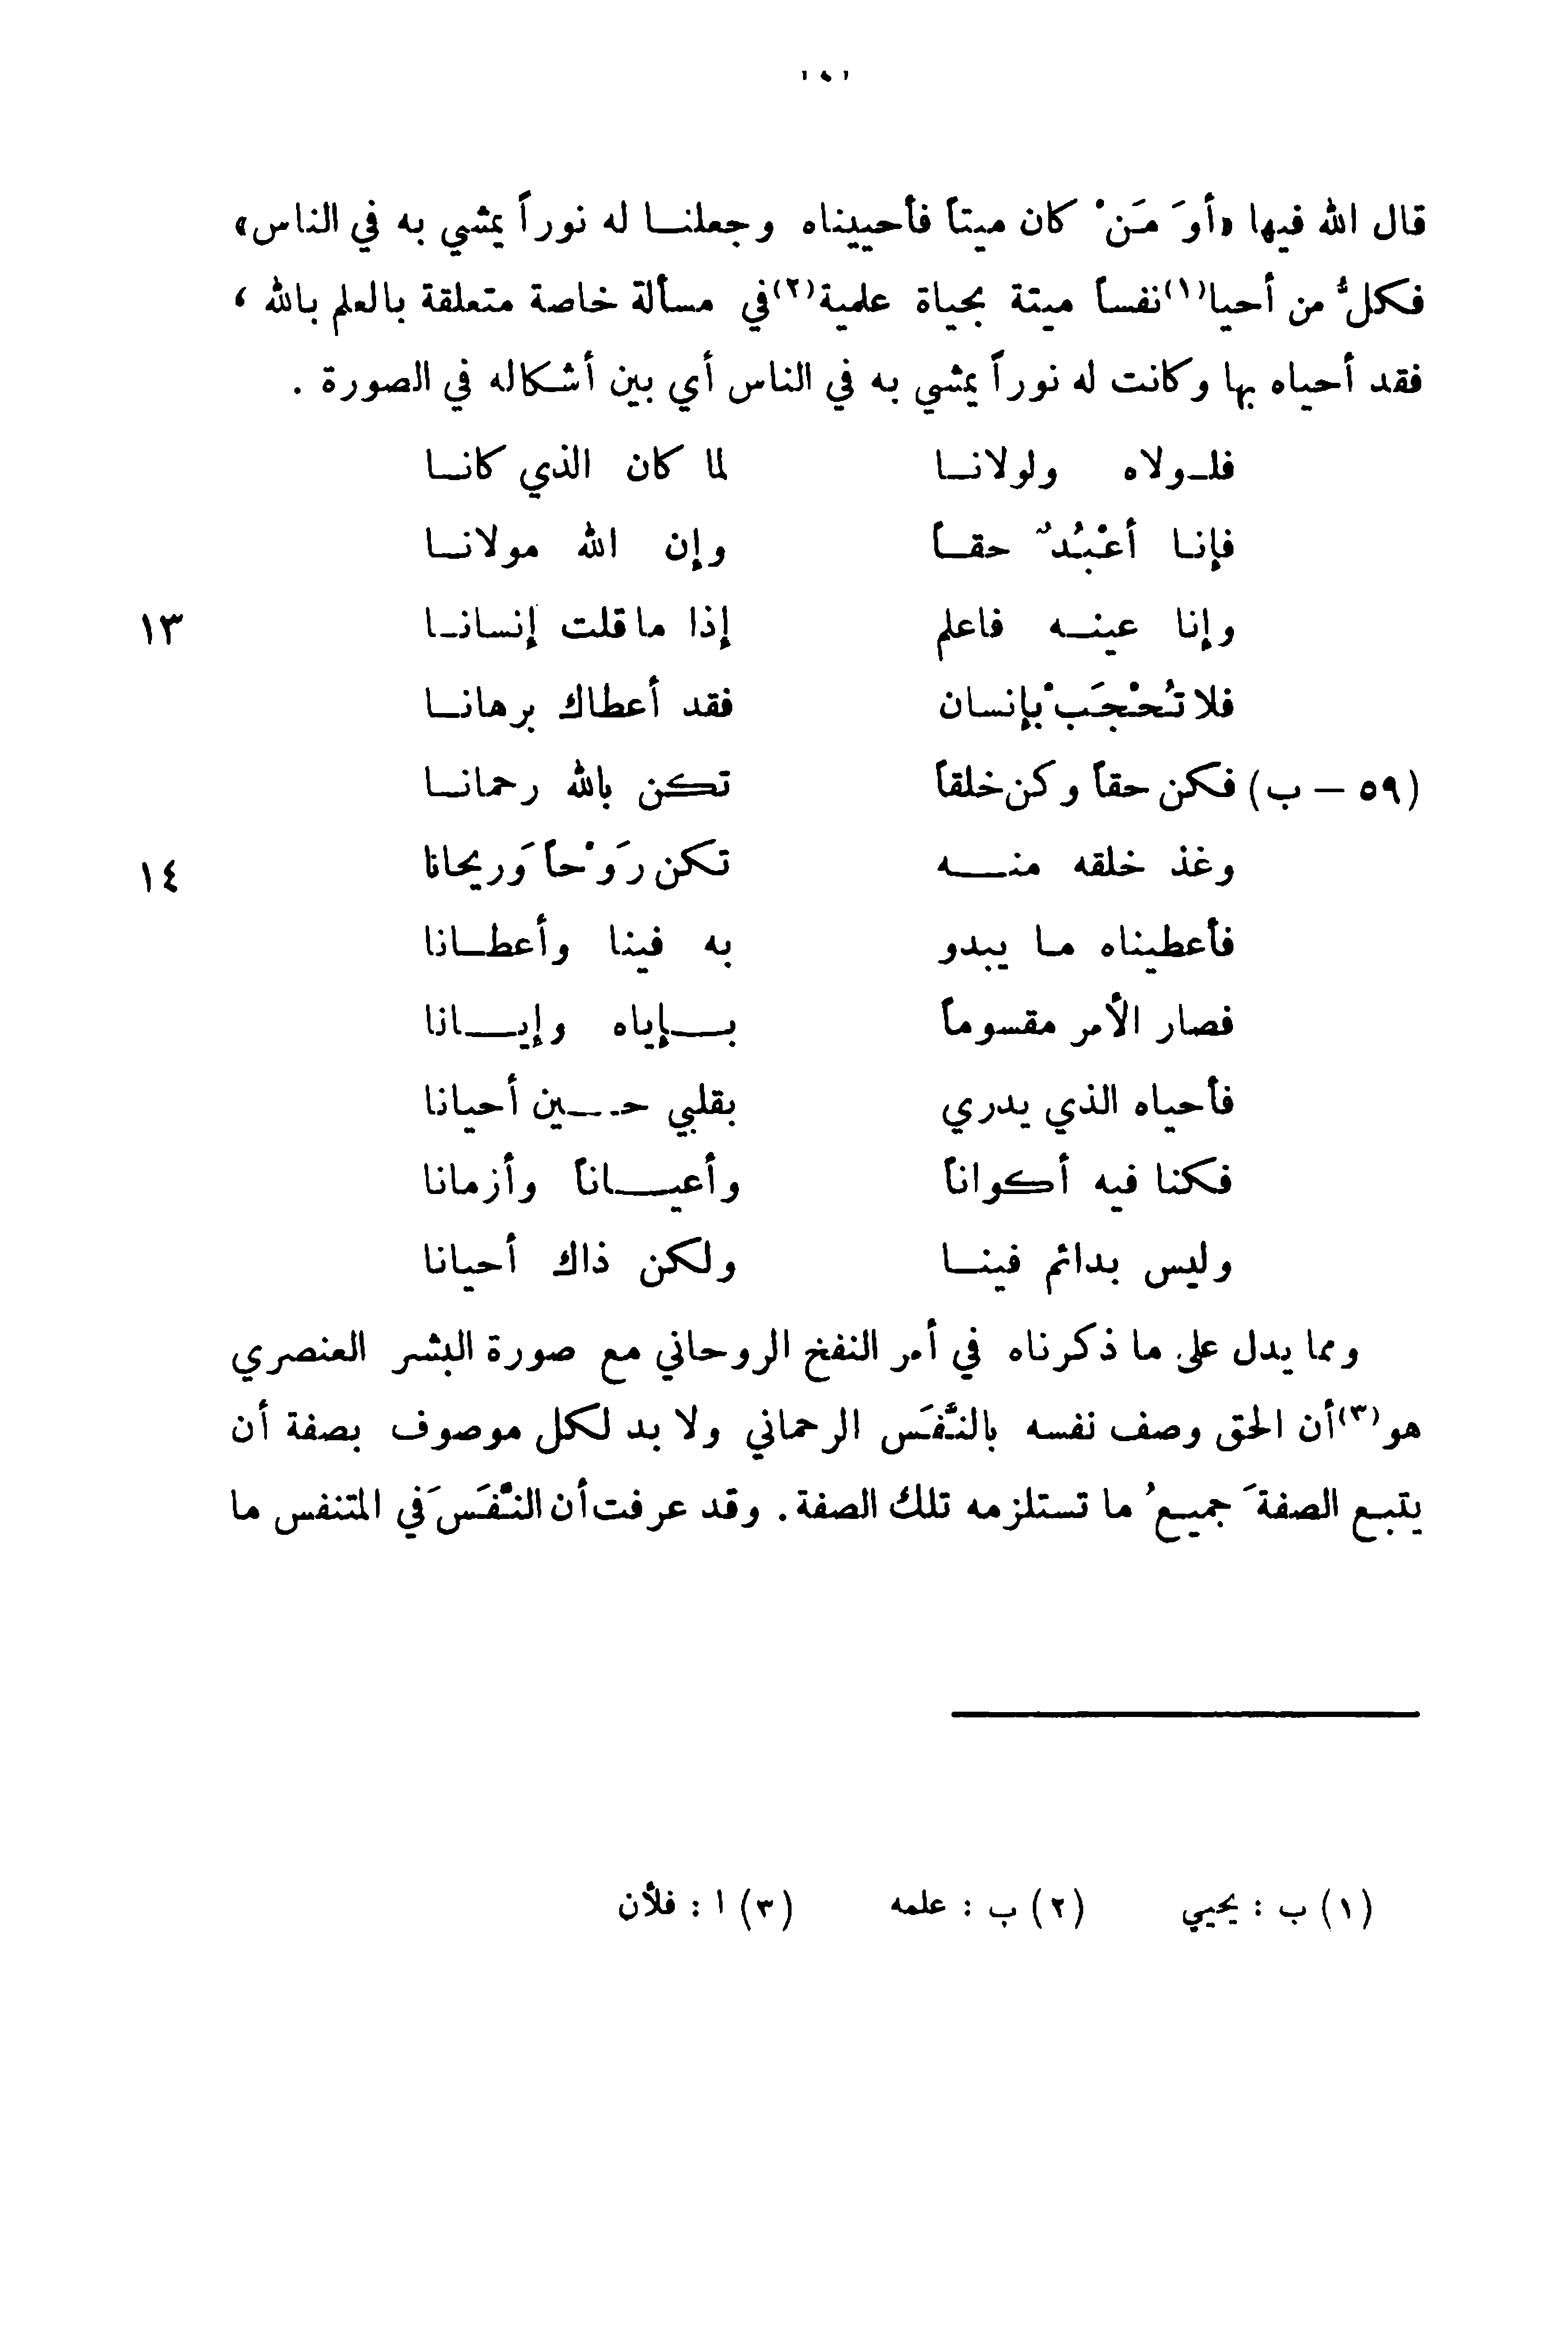 قال الله فيها «أوَ مَنْ كان ميتاً فأحييناه وجعلنا له نوراً يمشي به في الناس»
فكلُّ من أحيا(١) نفساً ميتة بحياة علمية(٢) في مسألة خاصة متعلقة بالعلم بالله ،
فقد أحياه بها وكانت له نوراً يمشي به في الناس أي بين أشكاله في الصورة .
فلولاه ولولانا لما كان الذي كانا
فإنا أعْبُدٌ حقاً وإن الله مولانا
وإنا عينه فاعلم إذا ما قلت إنسانا ١٣
فلا تُحْجَبْ بإنسان فقد أعطاك برهانا
(٥٩ – ب) فكن حقاً وكن خلقاً تكن بالله رحمانا
وغذ خلقه منه تكن رَوْحاً وَريحانا ١٤
فأعطيناه ما يبدو به فينا وأعطانا
فصار الأمر مقسوماً بإياه وإيانا
فأحياه الذي يدري بقلبي حين أحيانا
فكنا فيه أكواناً وأعياناً وأزمانا
وليس بدائم فينا ولكن ذاك أحيانا
ومما يدل على ما ذكرناه في أمر النفخ الروحاني مع صورة البشر العنصري
هو(٣) أن الحق وصف نفسه بالنَّفَس الرحماني ولا بد لكل موصوف بصفة أن
يتبع الصفةَ جميعُ ما تستلزمه تلك الصفة. وقد عرفت أن النَّفَسَ في المتنفس ما
(١) ب : يحيي (٢) ب : علمه (٣) ا : فلأن